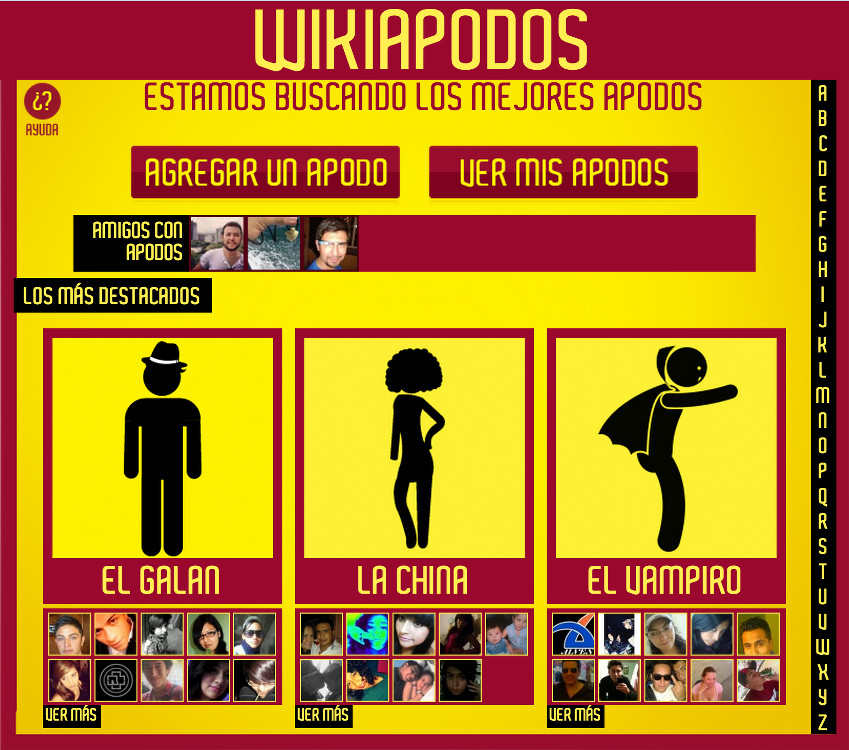 WIKIAPODOS
¿?
AYUDA
ESTAMOS BUSCANDO LOS MEJORES APODOS
AGREGAR UN APODO
VER MIS APODOS
AMIGOS CON
APODOS
LOS MÁS DESTACADOS
EL GALAN
LA CHINA
EL VAMPIRO
VER MÁS
VER MÁS
VER MÁS
A
B
C
D
E
F
G
H
I
J
K
L
M
N
O
P
Q
R
S
T
U
V
W
X
Y
Z